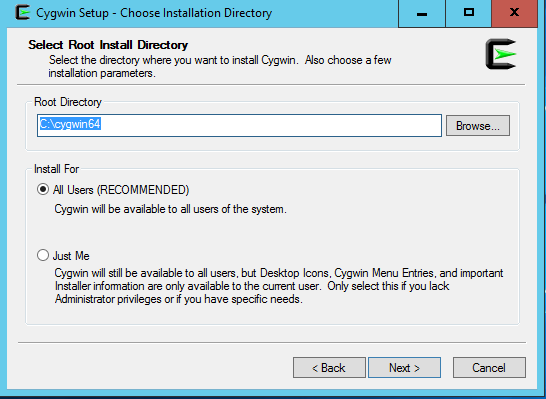 Cygwin Setup - Choose Installation Directory
Select Root Install Directory
Select the directory where you want to install Cygwin. Also choose a few
installation parameters.
Root Directory
C:\cygwin64
Browse...
Install For
All Users (RECOMMENDED)
Cygwin will be available to all users of the system.
Just Me
Cygwin will still be available to all users, but Desktop Icons, Cygwin Menu Entries, and important
Installer information are only available to the current user. Only select this if you lack
Administrator privileges or if you have specific needs.
< Back
Next >
Cancel